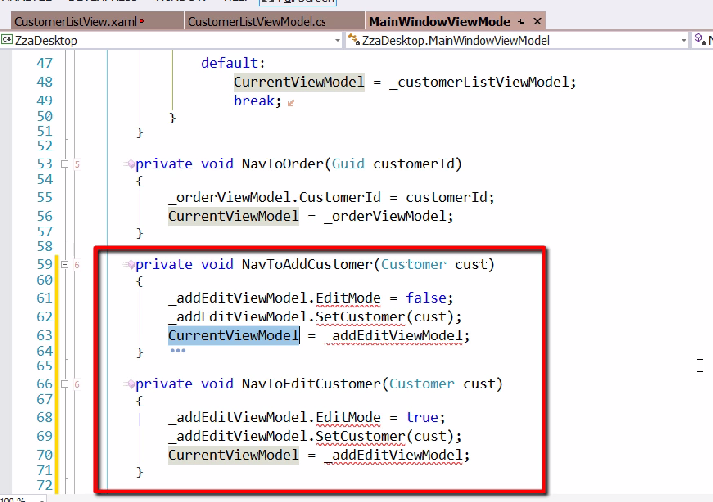 CustomerListView.xaml
CustomerListViewModel.cs
MainWindowViewMode
ZzaDesktop
ZzaDesktop.MainWindowViewModel
47 default:
48 CurrentViewModel = _customerListViewModel;
49 break;
50 }
51 }
52
53 private void NavToOrder(Guid customerId)
54 {
55 _orderViewModel.CustomerId = customerId;
56 CurrentViewModel = _orderViewModel;
57 }
58
59 private void NavToAddCustomer(Customer cust)
60 {
61 _addEditViewModel.EditMode = false;
62 _addEditViewModel.SetCustomer(cust);
63 CurrentViewModel = _addEditViewModel;
64 }
65
66 private void NavToEditCustomer(Customer cust)
67 {
68 _addEditViewModel.EditMode = true;
69 _addEditViewModel.SetCustomer(cust);
70 CurrentViewModel = _addEditViewModel;
71 }
72
100 %